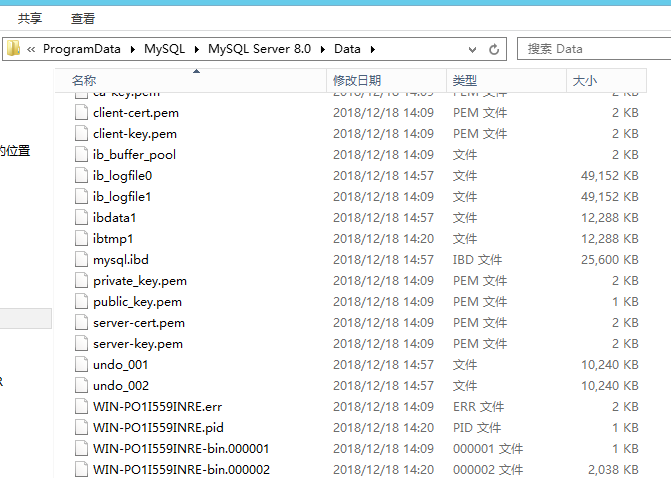 共享 查看
« ProgramData MySQL MySQL Server 8.0 Data 搜索 Data
名称 修改日期 类型 大小
ca-key.pem 2018/12/18 14:09 PEM 文件 2 KB
client-cert.pem 2018/12/18 14:09 PEM 文件 2 KB
client-key.pem 2018/12/18 14:09 PEM 文件 2 KB
的位置 ib_buffer_pool 2018/12/18 14:09 文件 2 KB
ib_logfile0 2018/12/18 14:57 文件 49,152 KB
ib_logfile1 2018/12/18 14:09 文件 49,152 KB
ibdata1 2018/12/18 14:57 文件 12,288 KB
ibtmp1 2018/12/18 14:20 文件 12,288 KB
mysql.ibd 2018/12/18 14:57 IBD 文件 25,600 KB
private_key.pem 2018/12/18 14:09 PEM 文件 2 KB
public_key.pem 2018/12/18 14:09 PEM 文件 1 KB
server-cert.pem 2018/12/18 14:09 PEM 文件 2 KB
server-key.pem 2018/12/18 14:09 PEM 文件 2 KB
undo_001 2018/12/18 14:57 文件 10,240 KB
undo_002 2018/12/18 14:57 文件 10,240 KB
WIN-PO1I559INRE.err 2018/12/18 14:09 ERR 文件 2 KB
WIN-PO1I559INRE.pid 2018/12/18 14:20 PID 文件 1 KB
WIN-PO1I559INRE-bin.000001 2018/12/18 14:09 000001 文件 1 KB
WIN-PO1I559INRE-bin.000002 2018/12/18 14:20 000002 文件 2,038 KB